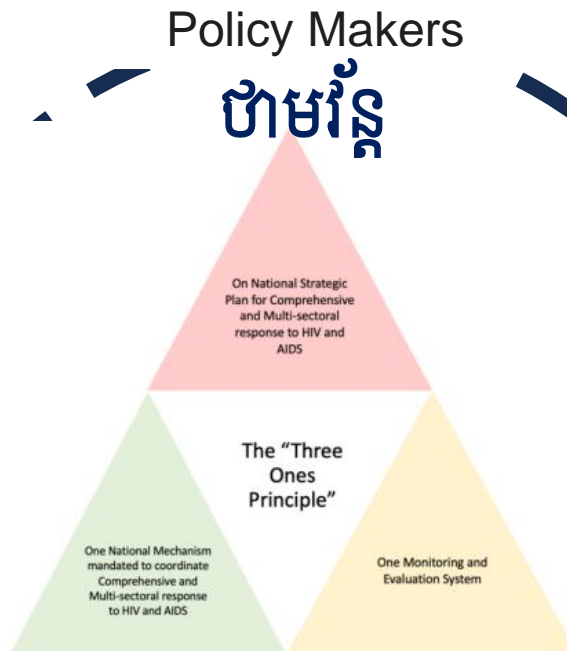 Policy Makers
ថាមវន្ត័
On National Strategic
Plan for Comprehensive
and Multi-sectoral
response to HIV and
AIDS
The “Three
Ones
Principle”
One National Mechanism
mandated to coordinate
Comprehensive and
Multi-sectoral response
to HIV and AIDS
One Monitoring and
Evaluation System